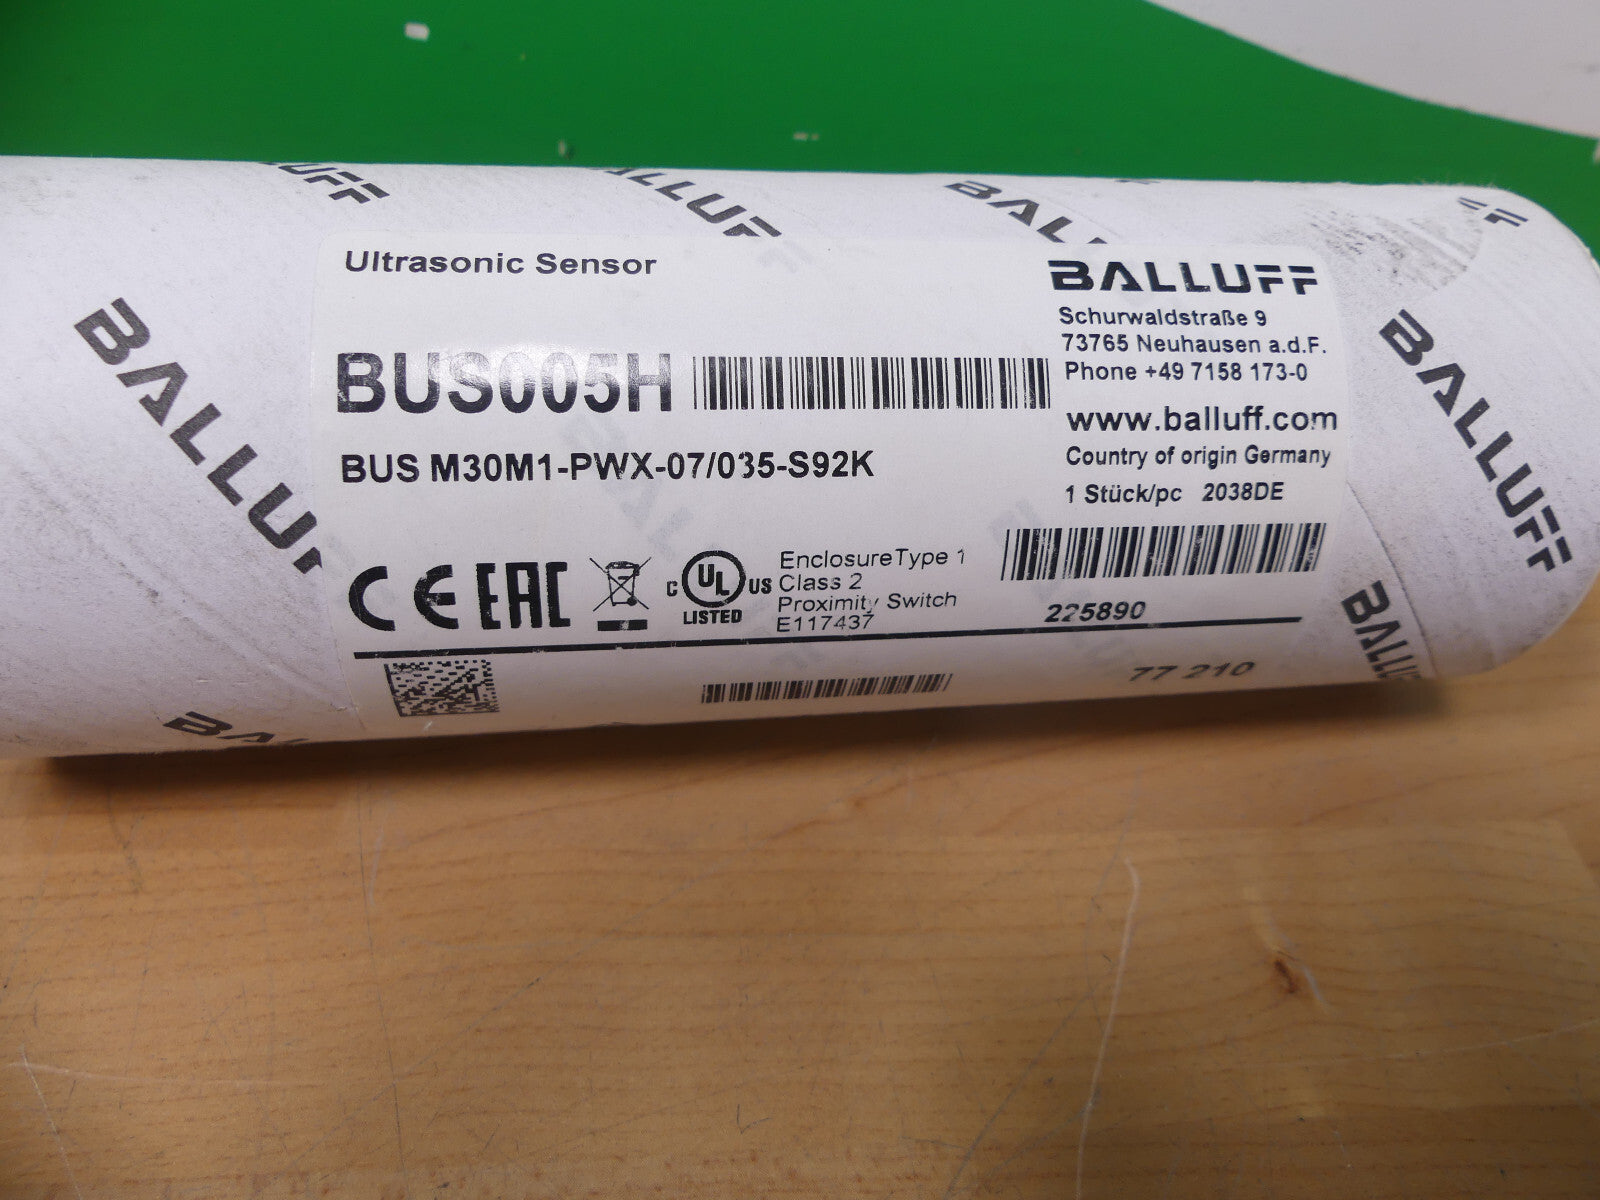 Ultrasonic Sensor
BALLUFF
Schurwaldstraße 9
73765 Neuhausen a.d.F.
Phone +49 7158 173-0
www.balluff.com
Country of origin Germany
1 Stück/pc 2038DE
BUS005H
BUS M30M1-PWX-07/035-S92K
CE EAC
C UL US
LISTED
Enclosure Type 1
Class 2
Proximity Switch
E117437
225890
77 210
BALLUFF
BALLUFF